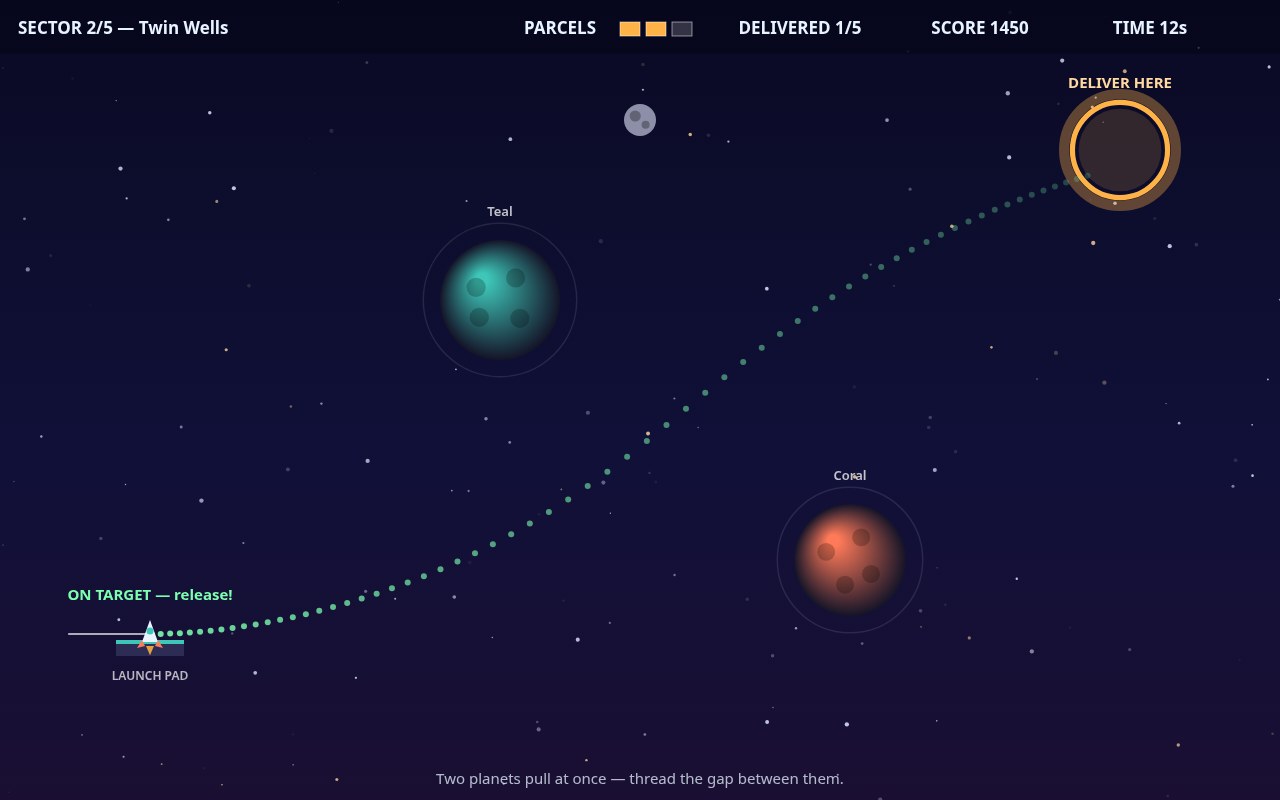 SECTOR 2/5 — Twin Wells
PARCELS
DELIVERED 1/5
SCORE 1450
TIME 12s
DELIVER HERE
Teal
Coral
ON TARGET — release!
LAUNCH PAD
Two planets pull at once — thread the gap between them.